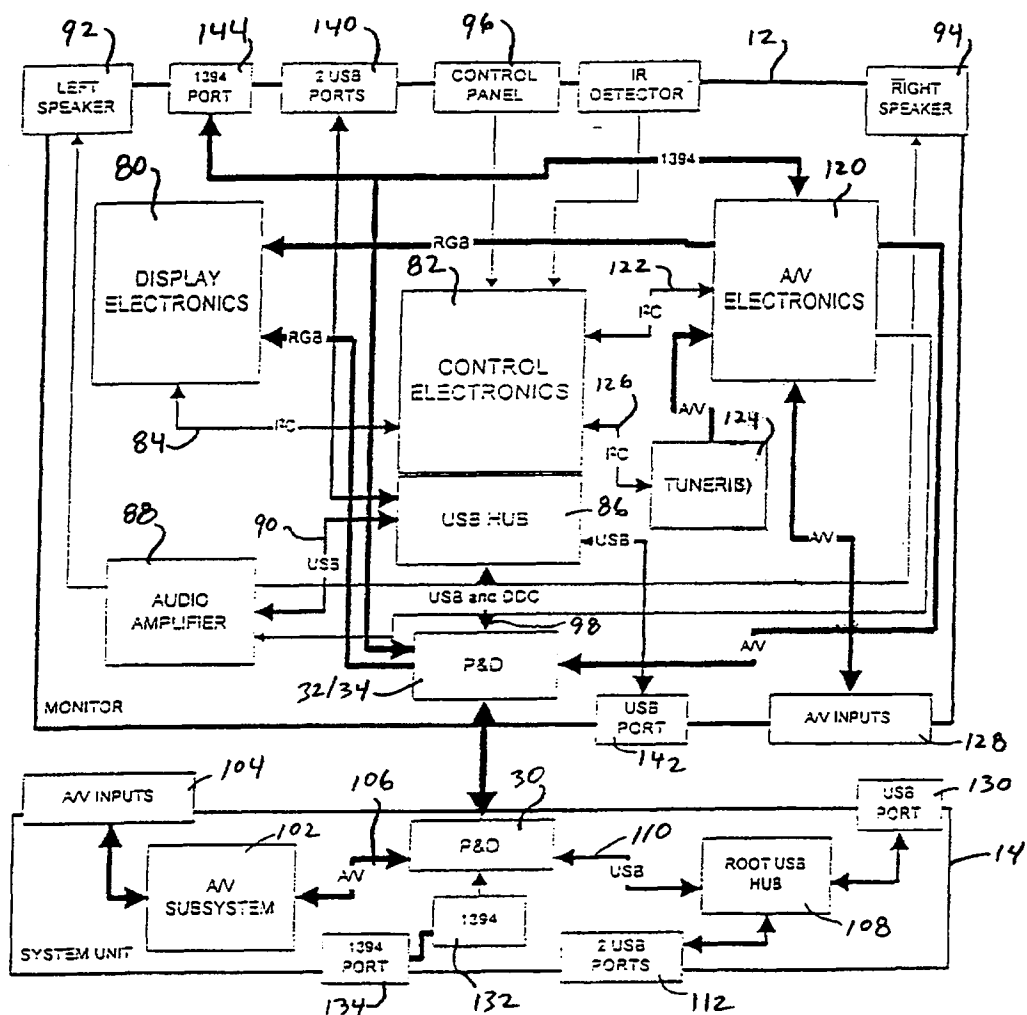 92
144
140
96
12
94
LEFT
SPEAKER
1394
PORT
2 USB
PORTS
CONTROL
PANEL
IR
DETECTOR
RIGHT
SPEAKER
1394
80
120
DISPLAY
ELECTRONICS
RGB
82
122
A/V
ELECTRONICS
I²C
RGB
CONTROL
ELECTRONICS
126
A/V
124
84
I²C
I²C
TUNER(S)
88
90
USB HUB
86
USB
USB
A/V
AUDIO
AMPLIFIER
USB and DDC
98
A/V
P&D
32/34
MONITOR
USB
PORT
142
A/V INPUTS
128
104
A/V INPUTS
106
30
130
USB
PORT
102
P&D
110
14
A/V
SUBSYSTEM
A/V
USB
ROOT USB
HUB
108
1394
SYSTEM UNIT
1394
PORT
134
132
2 USB
PORTS
112